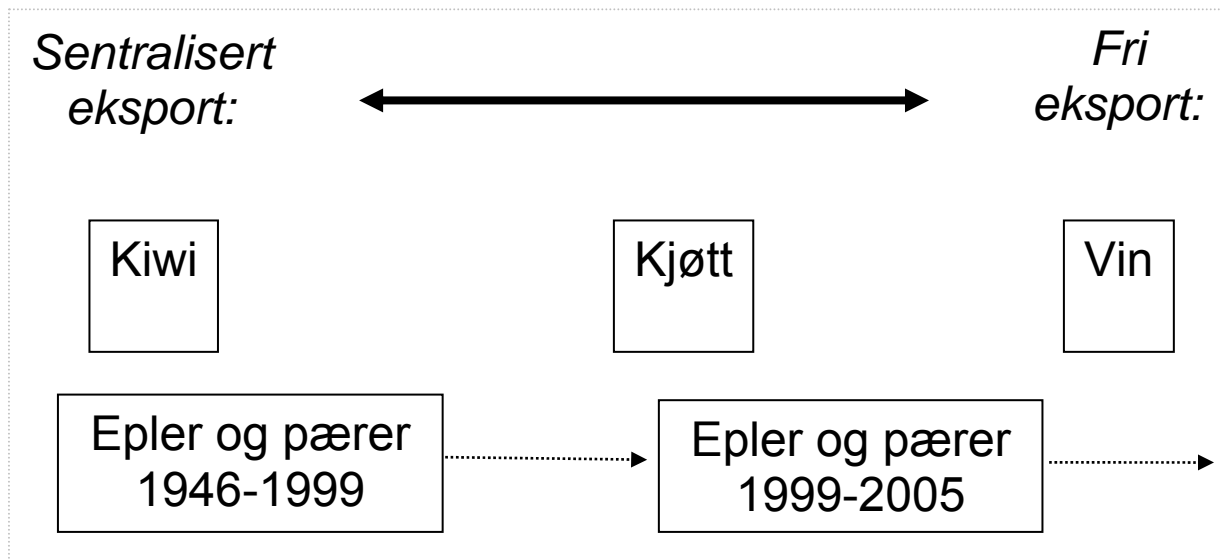 Sentralisert
eksport:
Fri
eksport:
Kiwi
Kjøtt
Vin
Epler og pærer
1946-1999
Epler og pærer
1999-2005